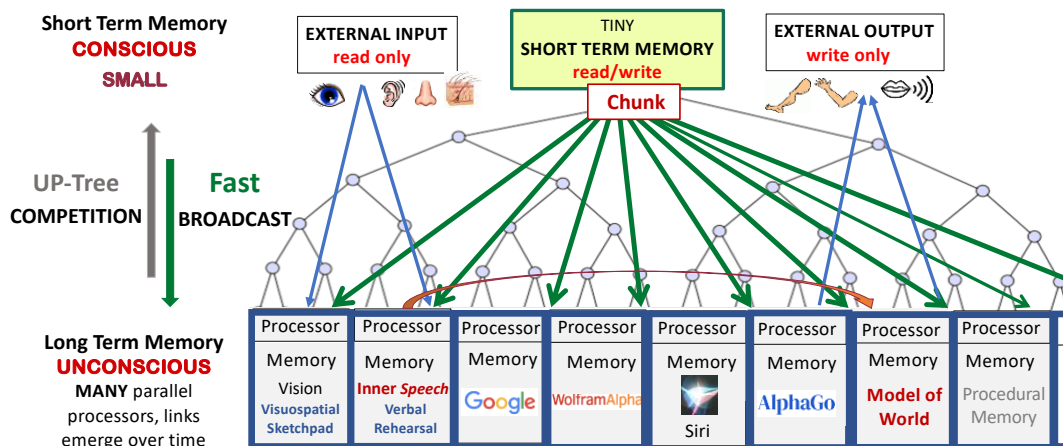 Short Term Memory
CONSCIOUS
SMALL
UP-Tree
COMPETITION
Fast
BROADCAST
Long Term Memory
UNCONSCIOUS
MANY parallel
processors, links
emerge over time
EXTERNAL INPUT
read only
TINY
SHORT TERM MEMORY
read/write
Chunk
EXTERNAL OUTPUT
write only
Processor
Memory
Vision
Visuospatial
Sketchpad
Processor
Memory
Inner Speech
Verbal
Rehearsal
Processor
Memory
Google
Processor
Memory
WolframAlpha
Processor
Memory
Siri
Processor
Memory
AlphaGo
Processor
Memory
Model of
World
Processor
Memory
Procedural
Memory